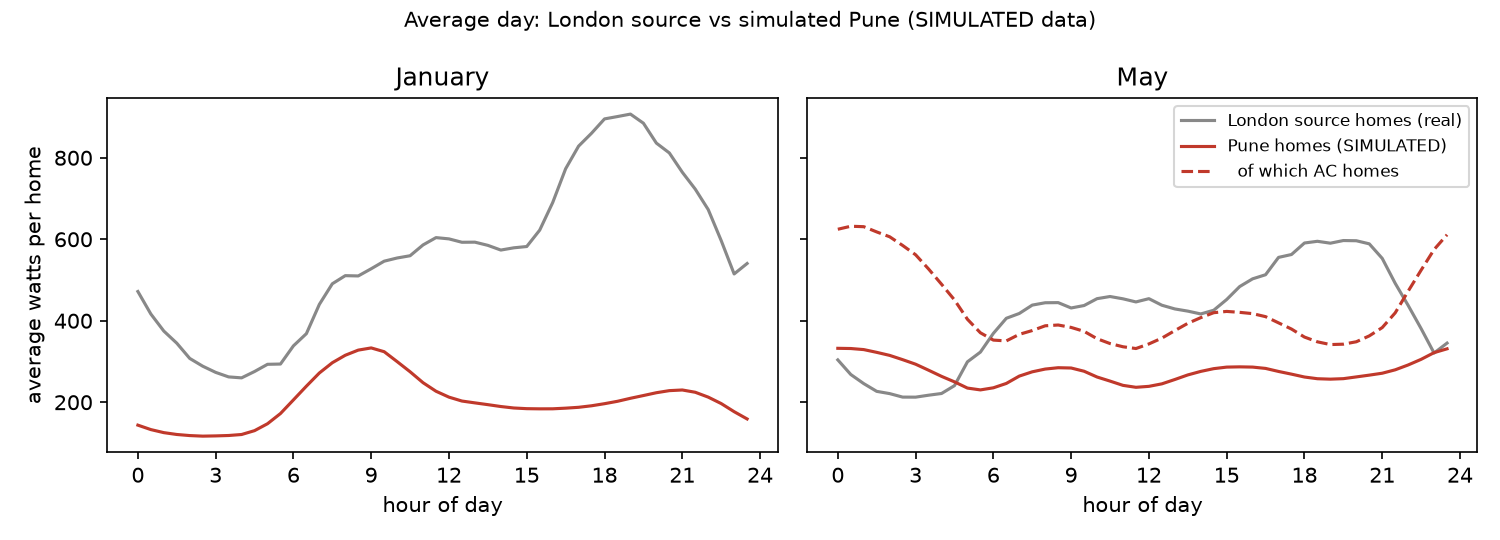 Average day: London source vs simulated Pune (SIMULATED data)
January
average watts per home
800
600
400
200
0 3 6 9 12 15 18 21 24
hour of day
May
London source homes (real)
Pune homes (SIMULATED)
of which AC homes
0 3 6 9 12 15 18 21 24
hour of day